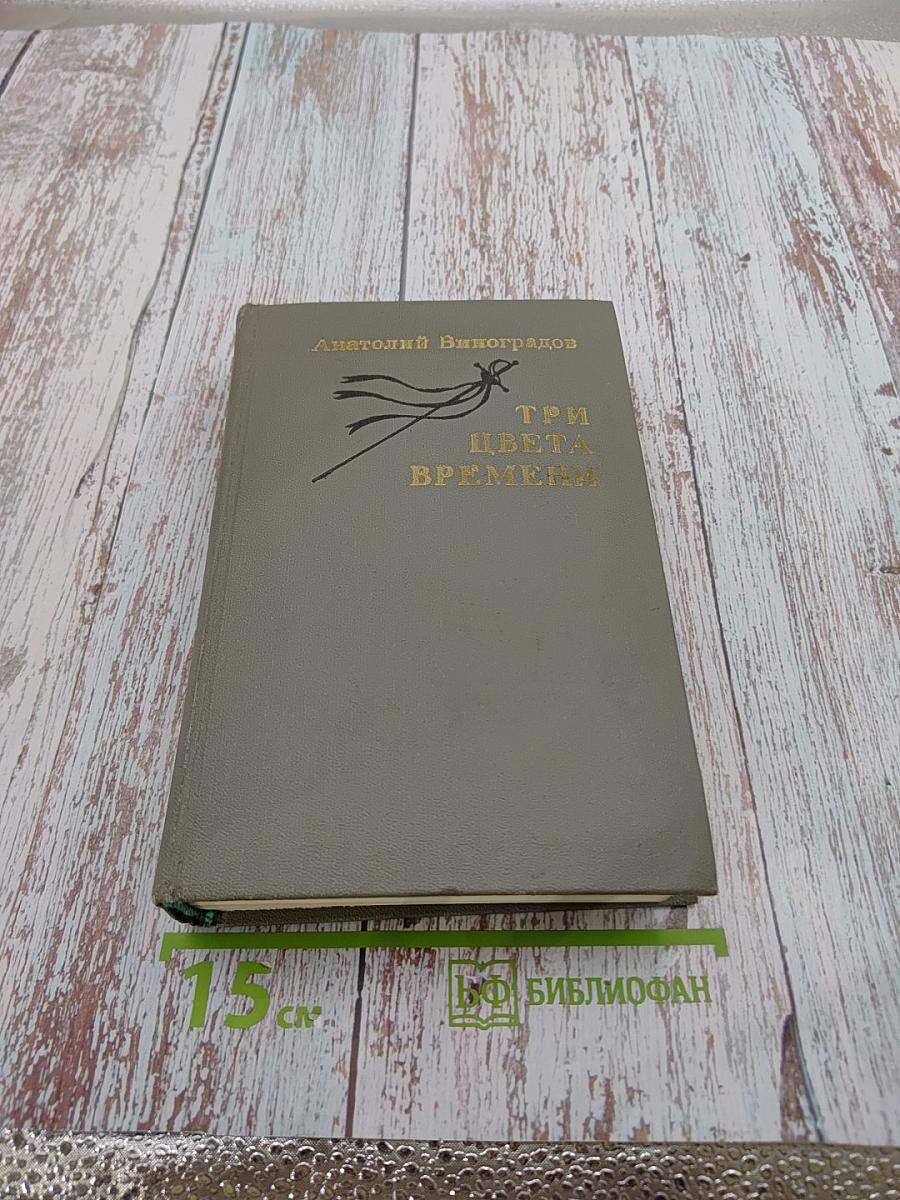 Анатолий Виноградов
ТРИ
ЦВЕТА
ВРЕМЕНИ
15 см
БФ БИБЛИОФАН